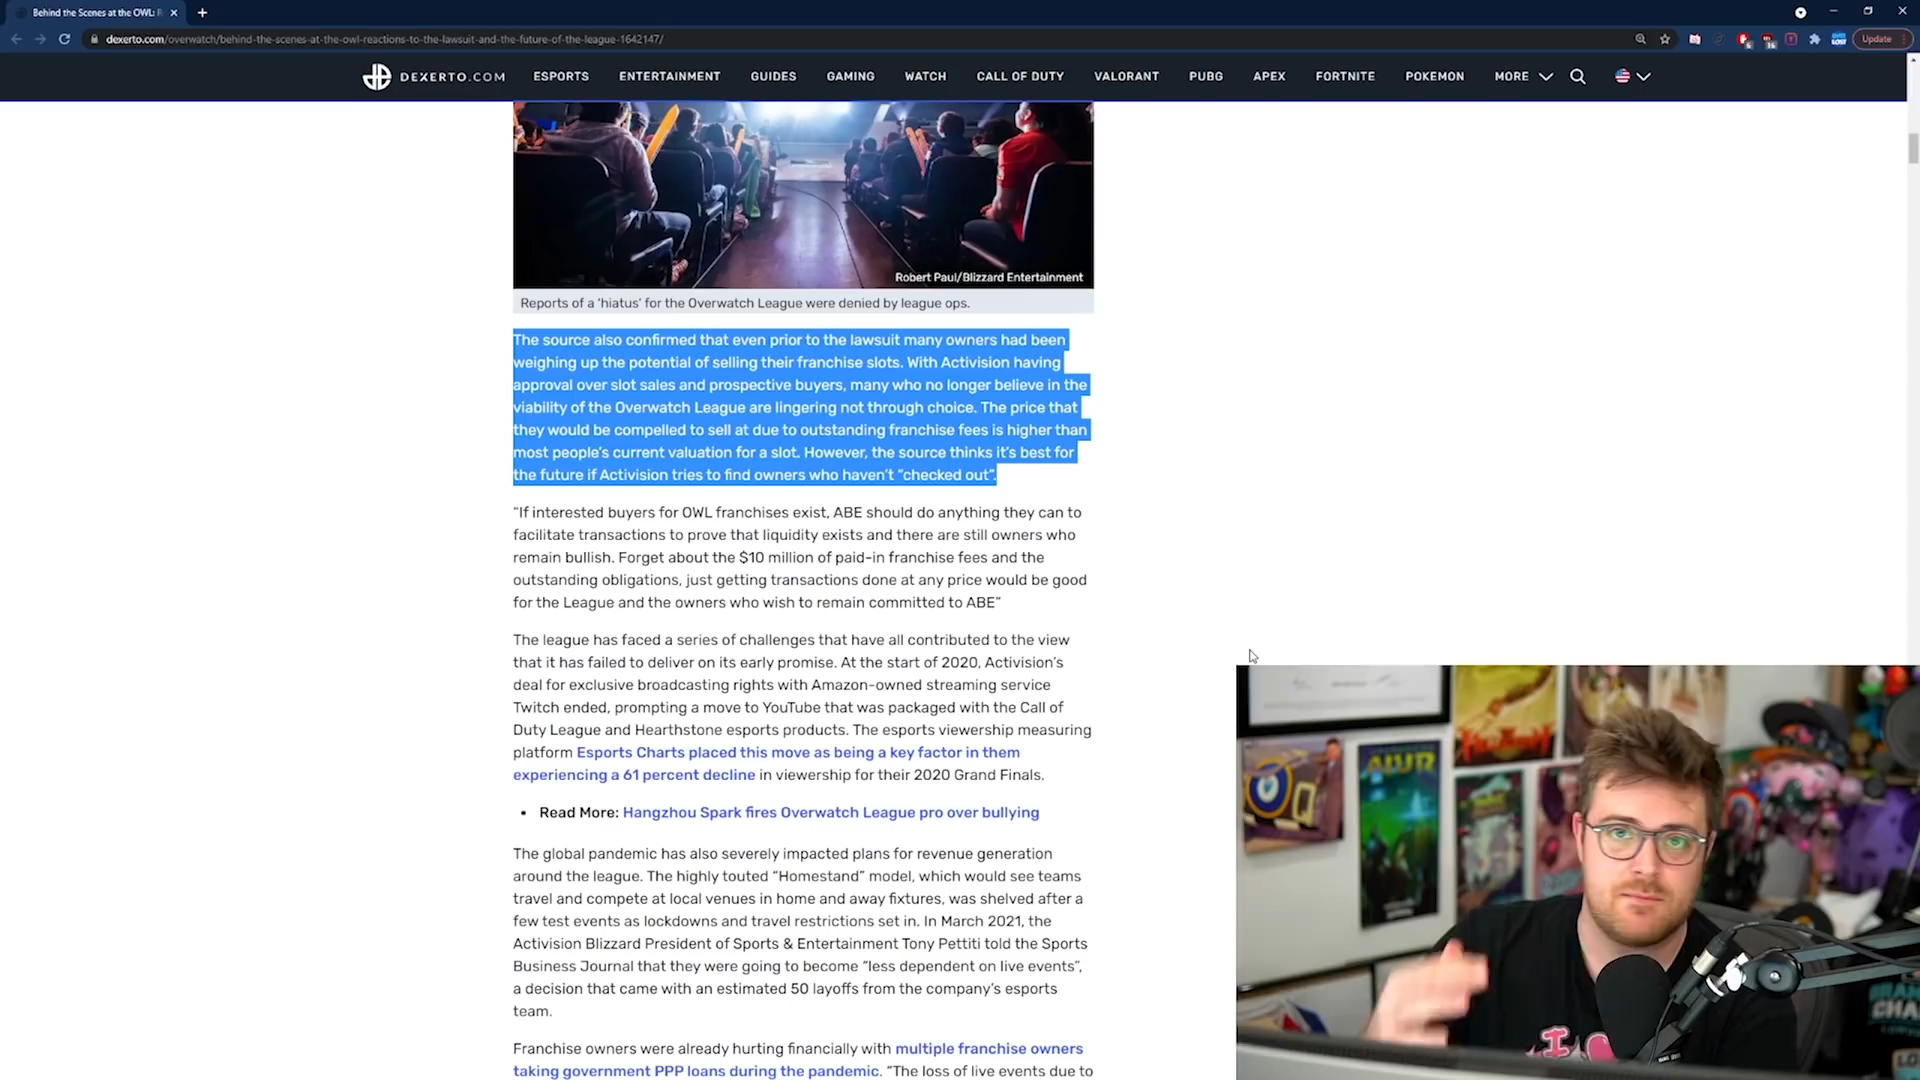 Behind the Scenes at the OWL: R
dexerto.com/overwatch/behind-the-scenes-at-the-owl-reactions-to-the-lawsuit-and-the-future-of-the-league-1642147/
Update
DEXERTO.COM
ESPORTS
ENTERTAINMENT
GUIDES
GAMING
WATCH
CALL OF DUTY
VALORANT
PUBG
APEX
FORTNITE
POKEMON
MORE
Robert Paul/Blizzard Entertainment
Reports of a ‘hiatus’ for the Overwatch League were denied by league ops.
The source also confirmed that even prior to the lawsuit many owners had been
weighing up the potential of selling their franchise slots. With Activision having
approval over slot sales and prospective buyers, many who no longer believe in the
viability of the Overwatch League are lingering not through choice. The price that
they would be compelled to sell at due to outstanding franchise fees is higher than
most people’s current valuation for a slot. However, the source thinks it’s best for
the future if Activision tries to find owners who haven’t “checked out”.
“If interested buyers for OWL franchises exist, ABE should do anything they can to
facilitate transactions to prove that liquidity exists and there are still owners who
remain bullish. Forget about the $10 million of paid-in franchise fees and the
outstanding obligations, just getting transactions done at any price would be good
for the League and the owners who wish to remain committed to ABE”
The league has faced a series of challenges that have all contributed to the view
that it has failed to deliver on its early promise. At the start of 2020, Activision’s
deal for exclusive broadcasting rights with Amazon-owned streaming service
Twitch ended, prompting a move to YouTube that was packaged with the Call of
Duty League and Hearthstone esports products. The esports viewership measuring
platform Esports Charts placed this move as being a key factor in them
experiencing a 61 percent decline in viewership for their 2020 Grand Finals.
• Read More: Hangzhou Spark fires Overwatch League pro over bullying
The global pandemic has also severely impacted plans for revenue generation
around the league. The highly touted “Homestand” model, which would see teams
travel and compete at local venues in home and away fixtures, was shelved after a
few test events as lockdowns and travel restrictions set in. In March 2021, the
Activision Blizzard President of Sports & Entertainment Tony Pettiti told the Sports
Business Journal that they were going to become “less dependent on live events”,
a decision that came with an estimated 50 layoffs from the company’s esports
team.
Franchise owners were already hurting financially with multiple franchise owners
taking government PPP loans during the pandemic. “The loss of live events due to
AIUR